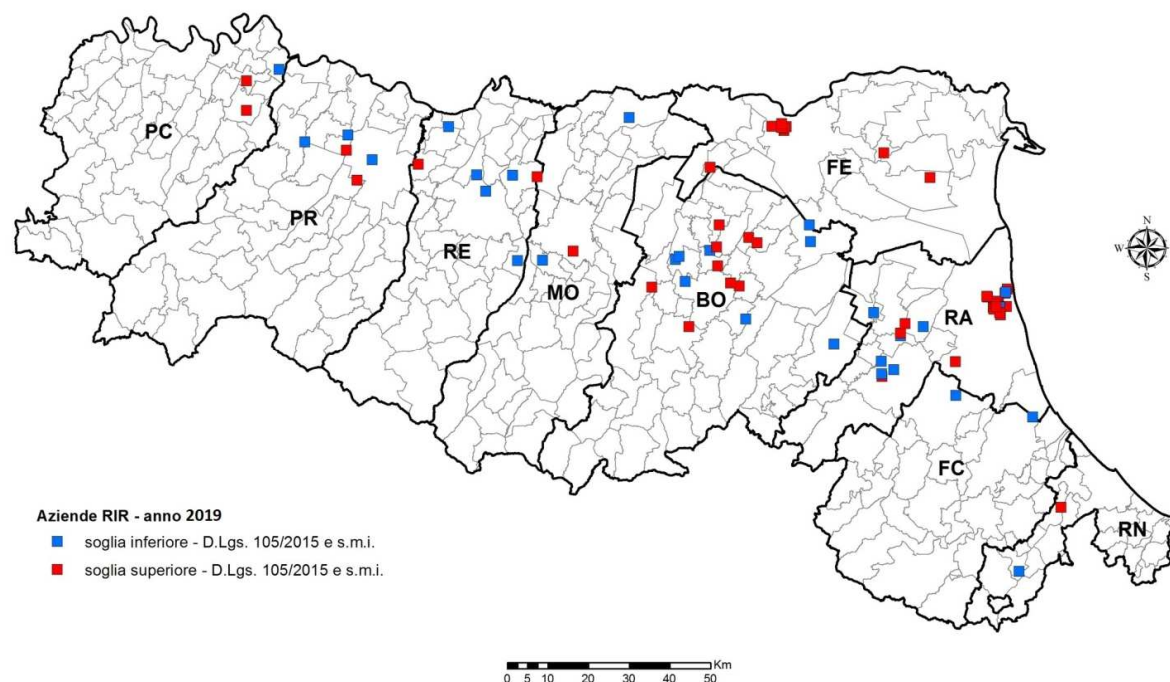 PC
PR
RE
MO
BO
FE
RA
FC
RN
N
W E
S
Aziende RIR - anno 2019
soglia inferiore - D.Lgs. 105/2015 e s.m.i.
soglia superiore - D.Lgs. 105/2015 e s.m.i.
Km
0 5 10 20 30 40 50